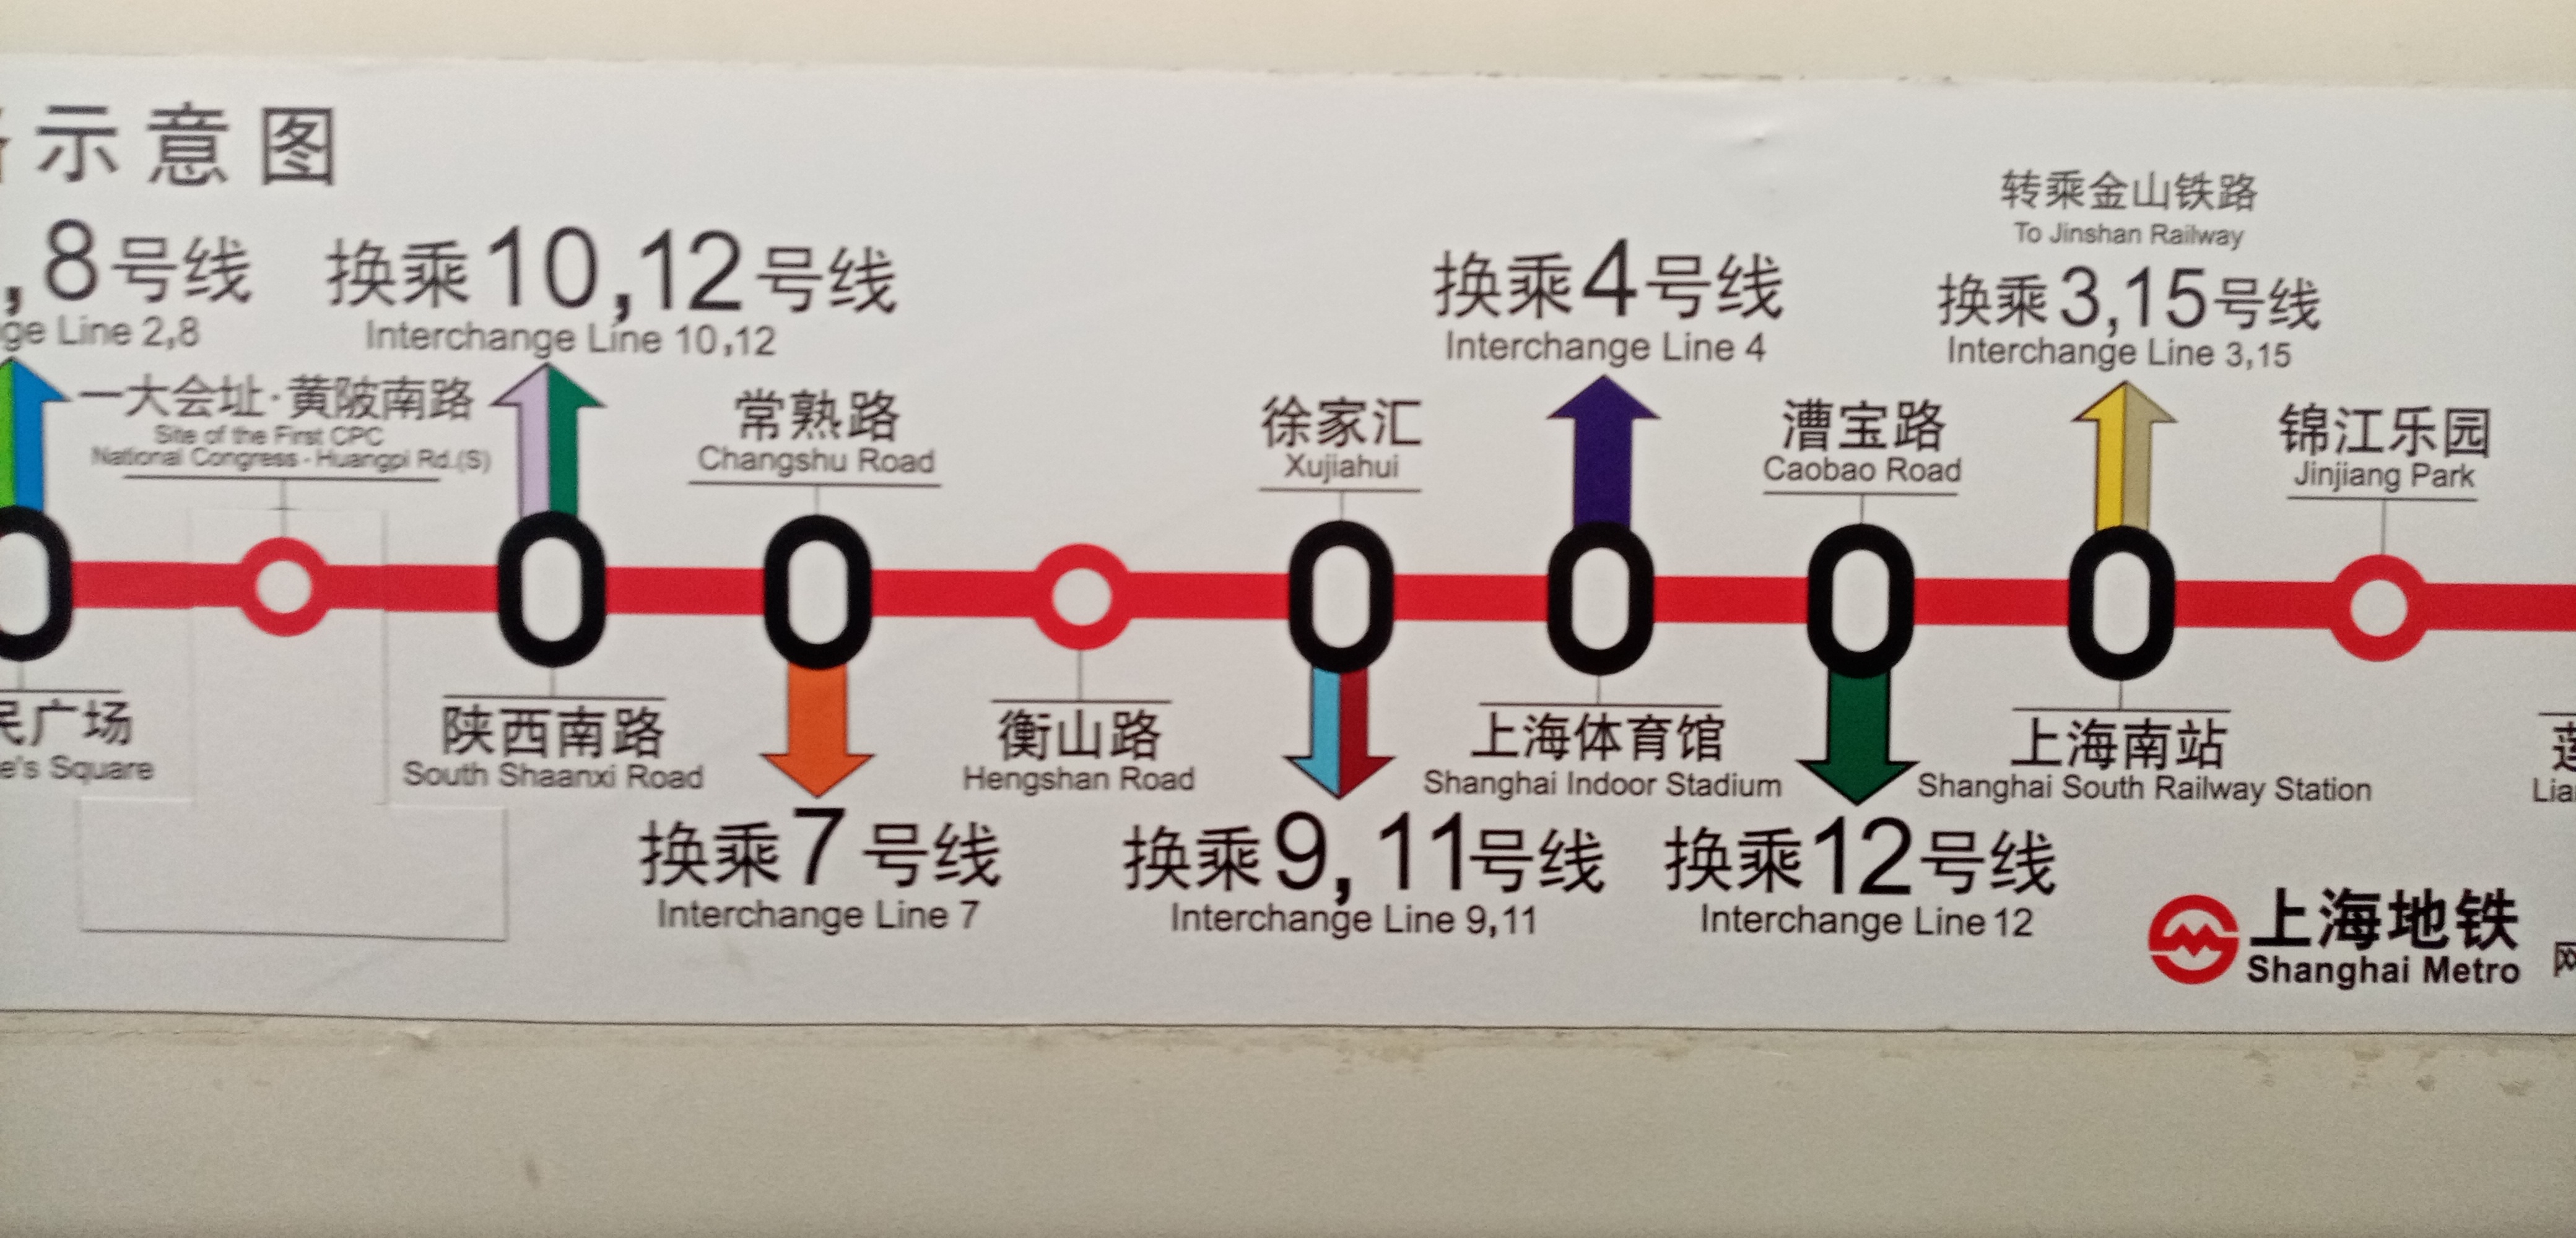 示意图
,8号线
ge Line 2,8
换乘10,12号线
Interchange Line 10,12
换乘4号线
Interchange Line 4
转乘金山铁路
To Jinshan Railway
换乘3,15号线
Interchange Line 3,15
一大会址·黄陂南路
Site of the First CPC
National Congress - Huangpi Rd.(S)
常熟路
Changshu Road
徐家汇
Xujiahui
漕宝路
Caobao Road
锦江乐园
Jinjiang Park
民广场
e's Square
陕西南路
South Shaanxi Road
衡山路
Hengshan Road
上海体育馆
Shanghai Indoor Stadium
上海南站
Shanghai South Railway Station
Lia
换乘7号线
Interchange Line 7
换乘9,11号线
Interchange Line 9,11
换乘12号线
Interchange Line 12
上海地铁
Shanghai Metro